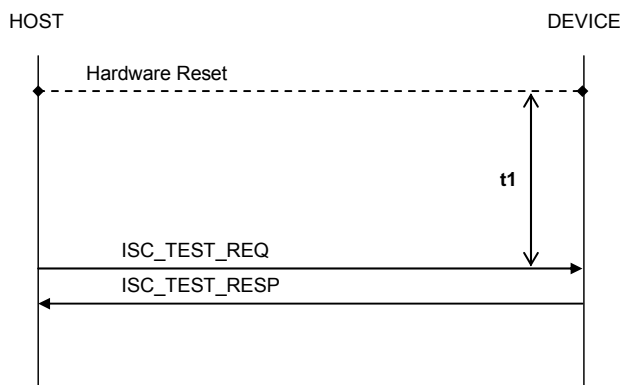 HOST DEVICE
Hardware Reset
t1
ISC_TEST_REQ
ISC_TEST_RESP